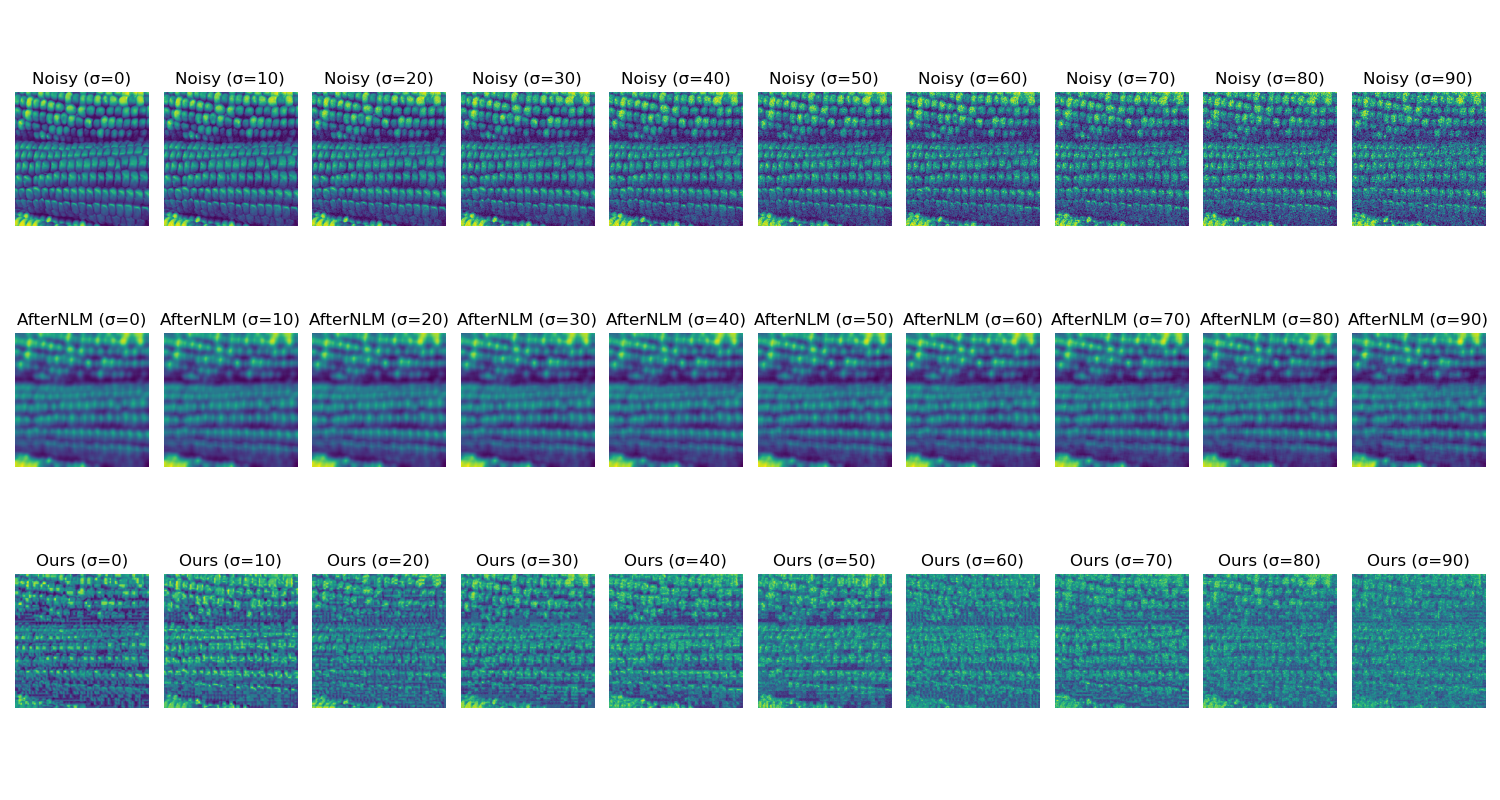 Noisy (σ=0) Noisy (σ=10) Noisy (σ=20) Noisy (σ=30) Noisy (σ=40) Noisy (σ=50) Noisy (σ=60) Noisy (σ=70) Noisy (σ=80) Noisy (σ=90)
AfterNLM (σ=0) AfterNLM (σ=10) AfterNLM (σ=20) AfterNLM (σ=30) AfterNLM (σ=40) AfterNLM (σ=50) AfterNLM (σ=60) AfterNLM (σ=70) AfterNLM (σ=80) AfterNLM (σ=90)
Ours (σ=0) Ours (σ=10) Ours (σ=20) Ours (σ=30) Ours (σ=40) Ours (σ=50) Ours (σ=60) Ours (σ=70) Ours (σ=80) Ours (σ=90)